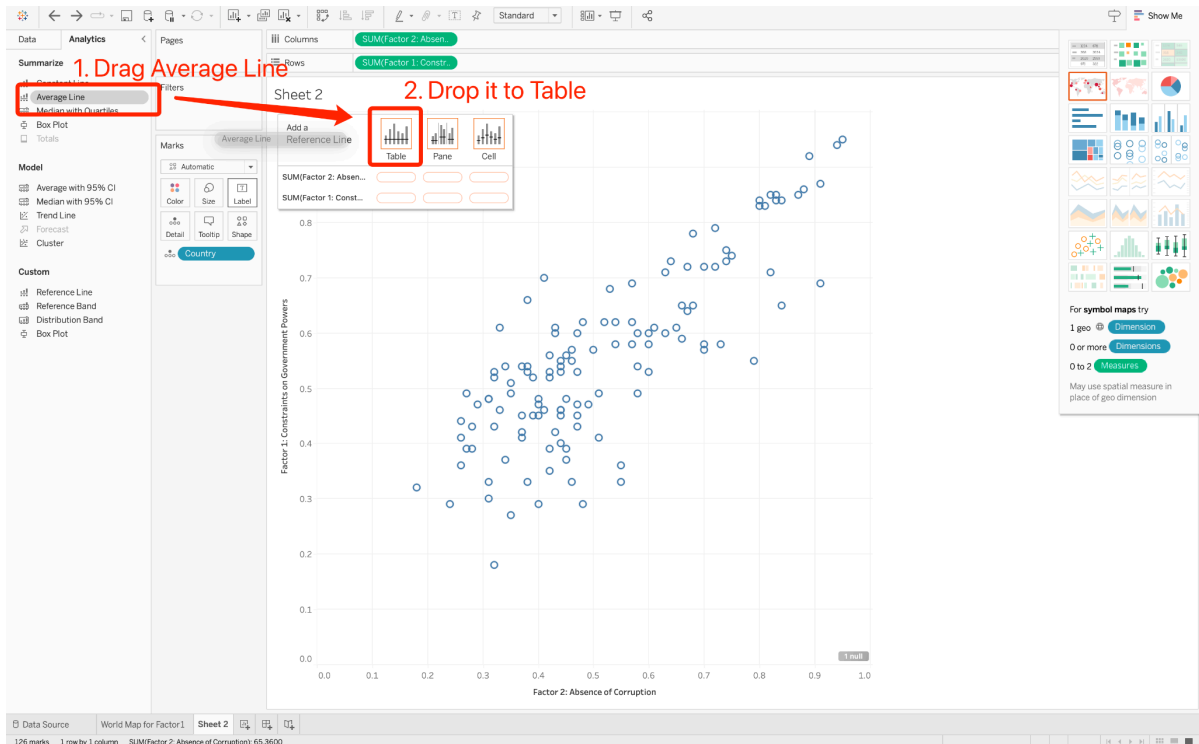 Standard
Show Me
Data
Analytics
Pages
Columns
SUM(Factor 2: Absen..
Rows
SUM(Factor 1: Constr..
Summarize
1. Drag Average Line
Constant Line
Average Line
Median with Quartiles
Box Plot
Totals
Filters
Sheet 2
2. Drop it to Table
Add a
Reference Line
Average Line
Table
Pane
Cell
SUM(Factor 2: Absen...
SUM(Factor 1: Const...
Marks
Automatic
Color
Size
Label
Detail
Tooltip
Shape
Country
Model
Average with 95% CI
Median with 95% CI
Trend Line
Forecast
Cluster
Custom
Reference Line
Reference Band
Distribution Band
Box Plot
0.8
0.7
0.6
0.5
0.4
0.3
0.2
0.1
0.0
Factor 1: Constraints on Government Powers
1 null
0.0
0.1
0.2
0.3
0.4
0.5
0.6
0.7
0.8
0.9
1.0
Factor 2: Absence of Corruption
For symbol maps try
1 geo Dimension
0 or more Dimensions
0 to 2 Measures
May use spatial measure in
place of geo dimension
Data Source
World Map for Factor1
Sheet 2
126 marks
1 row by 1 column
SUM(Factor 2: Absence of Corruption): 65.3600